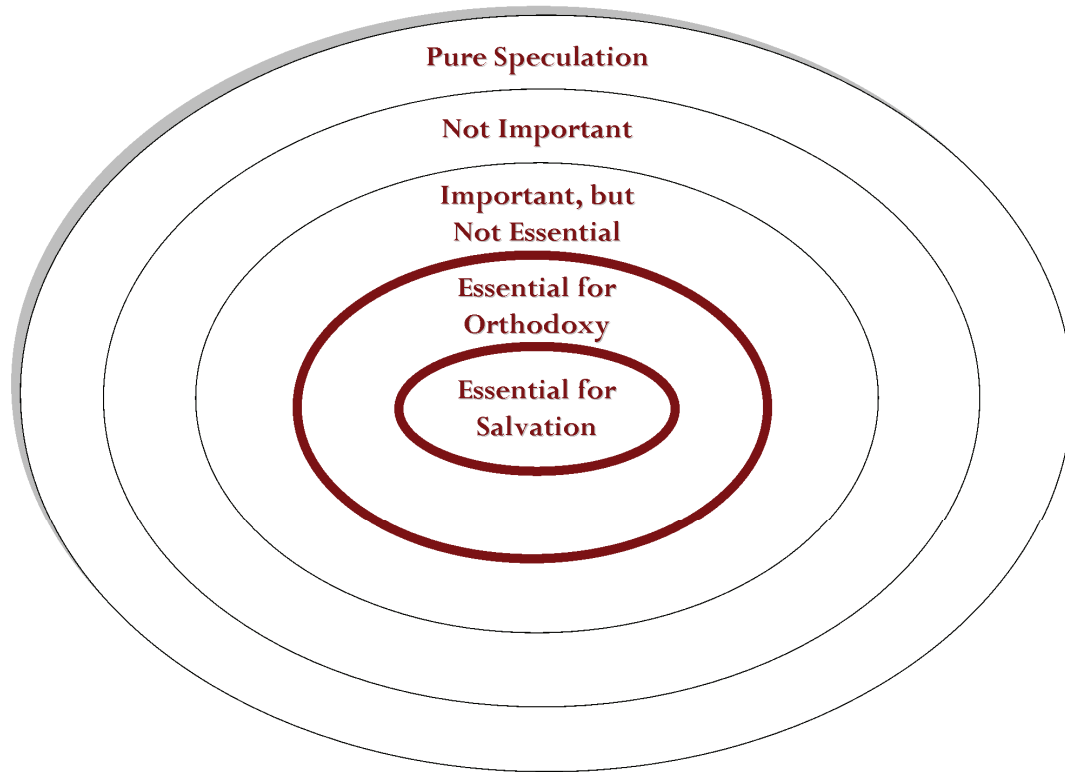 Pure Speculation
Not Important
Important, but
Not Essential
Essential for
Orthodoxy
Essential for
Salvation